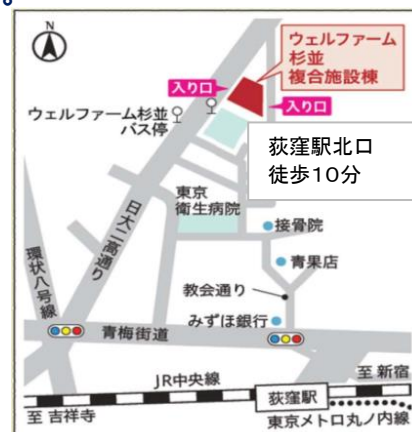 N
ウェルファーム
杉並
複合施設棟
入り口
入り口
ウェルファーム杉並
バス停
荻窪駅北口
徒歩10分
東京
衛生病院
日大二高通り
接骨院
環状八号線
青果店
教会通り
みずほ銀行
青梅街道
JR中央線
至 新宿
荻窪駅
至 吉祥寺
東京メトロ丸ノ内線